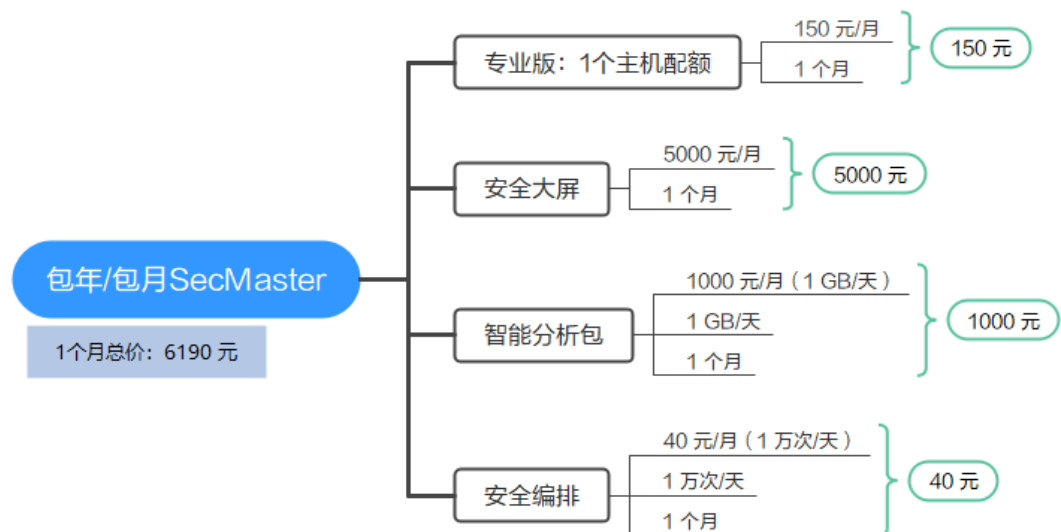 包年/包月SecMaster
1个月总价：6190 元
专业版：1个主机配额
150 元/月
1 个月
150 元
安全大屏
5000 元/月
1 个月
5000 元
智能分析包
1000 元/月（1 GB/天）
1 GB/天
1 个月
1000 元
安全编排
40 元/月（1 万次/天）
1 万次/天
1 个月
40 元